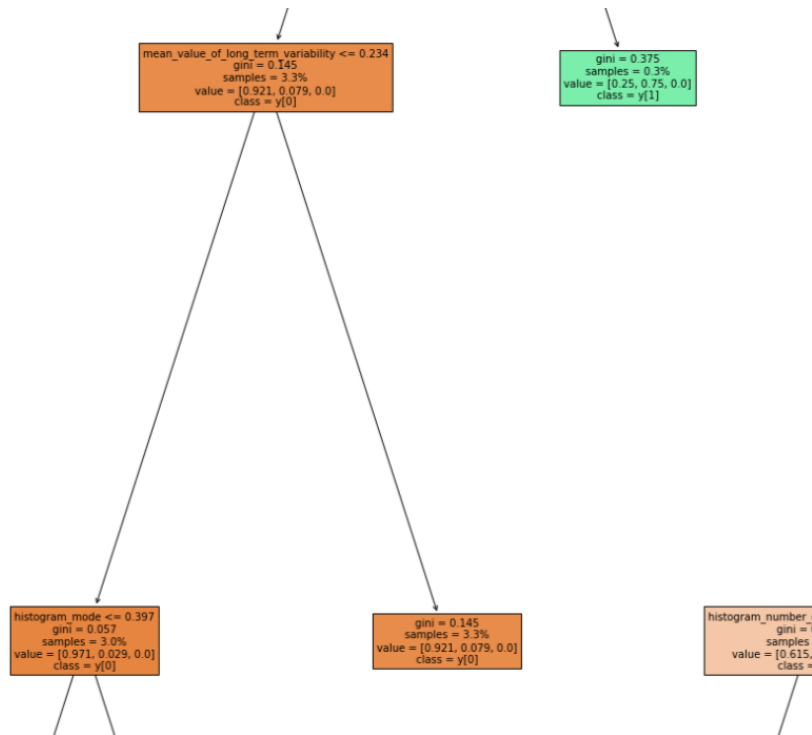 mean_value_of_long_term_variability <= 0.234
gini = 0.145
samples = 3.3%
value = [0.921, 0.079, 0.0]
class = y[0]
gini = 0.375
samples = 0.3%
value = [0.25, 0.75, 0.0]
class = y[1]
histogram_mode <= 0.397
gini = 0.057
samples = 3.0%
value = [0.971, 0.029, 0.0]
class = y[0]
gini = 0.145
samples = 3.3%
value = [0.921, 0.079, 0.0]
class = y[0]
histogram_number_
gini =
samples
value = [0.615,
class =